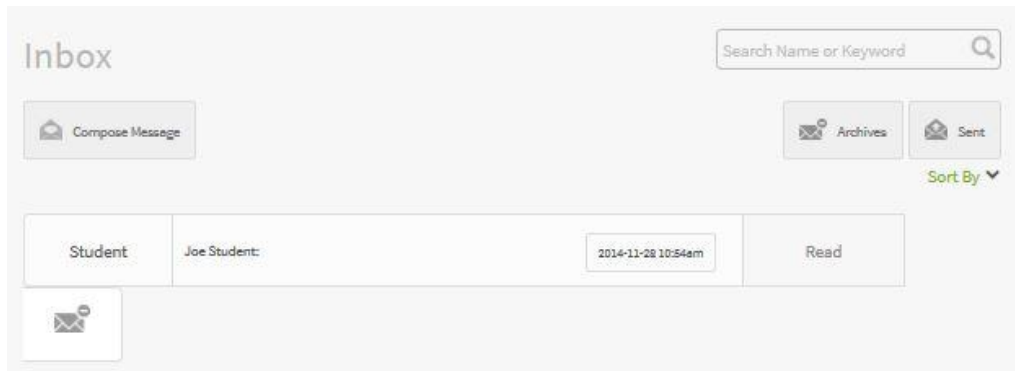 Inbox
Search Name or Keyword
Compose Message
Archives
Sent
Sort By
Student
Joe Student:
2014-11-28 10:54am
Read